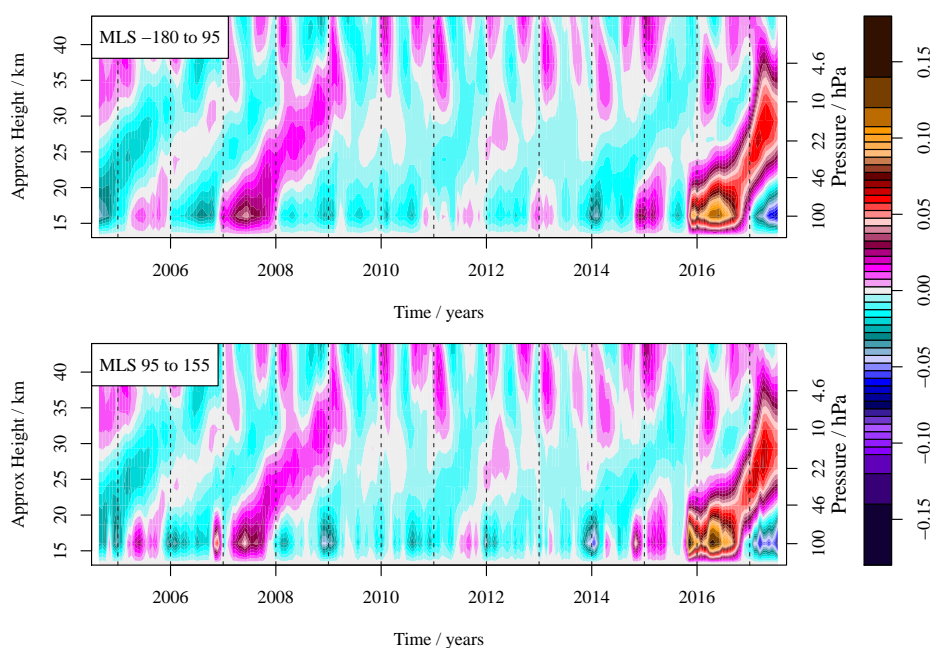 MLS −180 to 95
Approx Height / km
15 20 25 30 35 40
100 46 22 10 4.6
Pressure / hPa
2006 2008 2010 2012 2014 2016
Time / years
MLS 95 to 155
Approx Height / km
15 20 25 30 35 40
100 46 22 10 4.6
Pressure / hPa
2006 2008 2010 2012 2014 2016
Time / years
−0.15 −0.10 −0.05 0.00 0.05 0.10 0.15